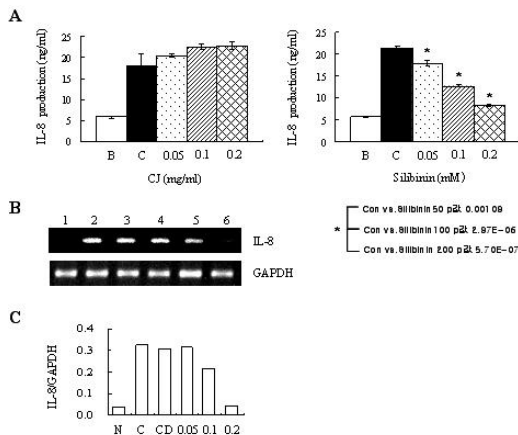 A
IL-8 production (ng/ml)
25
20
15
10
5
0
B C 0.05 0.1 0.2
CJ (mg/ml)
IL-8 production (ng/ml)
25
20
15
10
5
0
*
*
*
B C 0.05 0.1 0.2
Silibinin (mM)
B
1 2 3 4 5 6
IL-8
GAPDH
*
Con vs. Silibinin 50 p값 0.00109
Con vs. Silibinin 100 p값 2.97E-06
Con vs. Silibinin 200 p값 5.70E-07
C
IL-8/GAPDH
0.4
0.3
0.2
0.1
0.0
N C CD 0.05 0.1 0.2